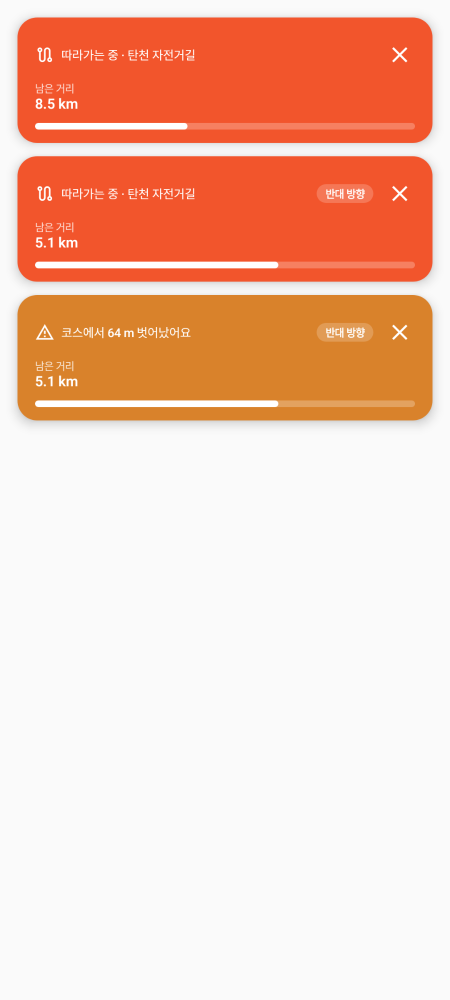 따라가는 중 · 탄천 자전거길
남은 거리
8.5 km
따라가는 중 · 탄천 자전거길 반대 방향
남은 거리
5.1 km
코스에서 64 m 벗어났어요 반대 방향
남은 거리
5.1 km